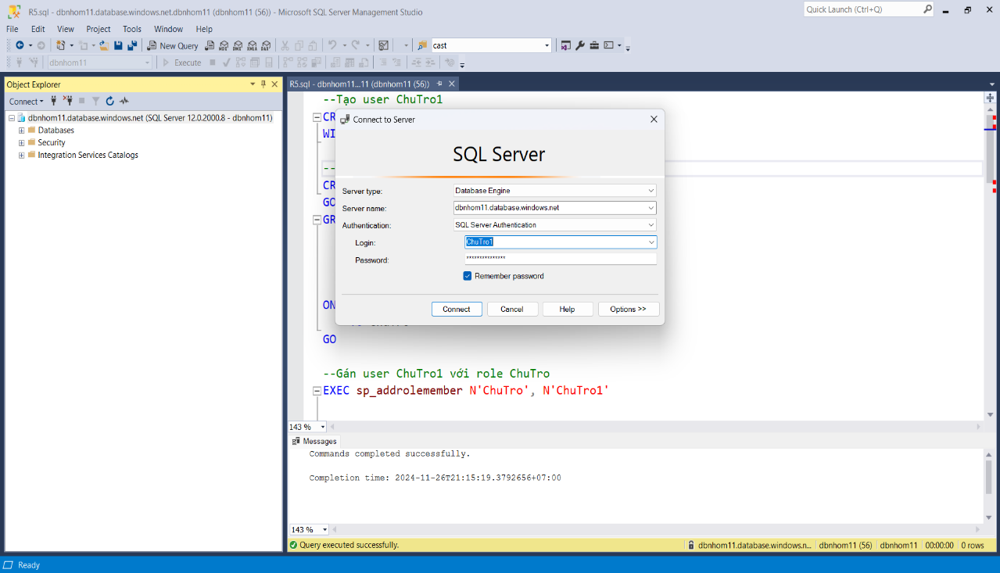 R5.sql - dbnhom11.database.windows.net.dbnhom11 (dbnhom11 (56)) - Microsoft SQL Server Management Studio
Quick Launch (Ctrl+Q)
File Edit View Project Tools Window Help
New Query
MDX DMX XMLA DAX
cast
dbnhom11
Execute
Object Explorer
R5.sql - dbnhom11...11 (dbnhom11 (56))
Connect
dbnhom11.database.windows.net (SQL Server 12.0.2000.8 - dbnhom11)
Databases
Security
Integration Services Catalogs
--Tạo user ChuTro1
CR
WI
--
CR
GO
GR
ON
GO
--Gán user ChuTro1 với role ChuTro
EXEC sp_addrolemember N'ChuTro', N'ChuTro1'
Connect to Server
SQL Server
Server type: Database Engine
Server name: dbnhom11.database.windows.net
Authentication: SQL Server Authentication
Login: ChuTro1
Password: ***************
Remember password
Connect Cancel Help Options >>
143 %
Messages
Commands completed successfully.
Completion time: 2024-11-26T21:15:19.3792656+07:00
143 %
Query executed successfully.
dbnhom11.database.windows.n... dbnhom11 (56) dbnhom11 00:00:00 0 rows
Ready